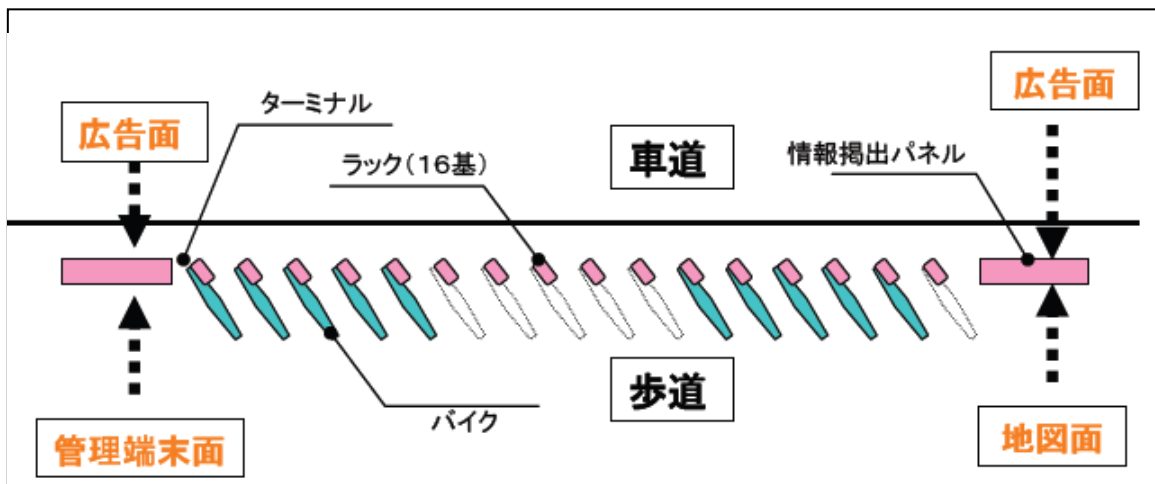 広告面
ターミナル
ラック(16基)
車道
情報掲出パネル
広告面
管理端末面
バイク
歩道
地図面